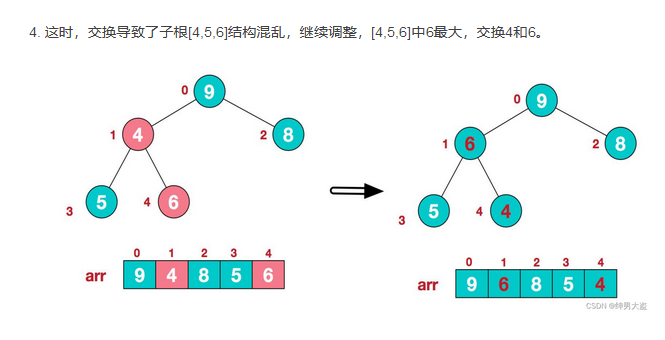 4. 这时，交换导致了子根[4,5,6]结构混乱，继续调整，[4,5,6]中6最大，交换4和6。
0 9
1 4 2 8
3 5 4 6
0 1 2 3 4
arr 9 4 8 5 6
0 9
1 6 2 8
3 5 4 4
0 1 2 3 4
arr 9 6 8 5 4
CSDN @帅男大盗